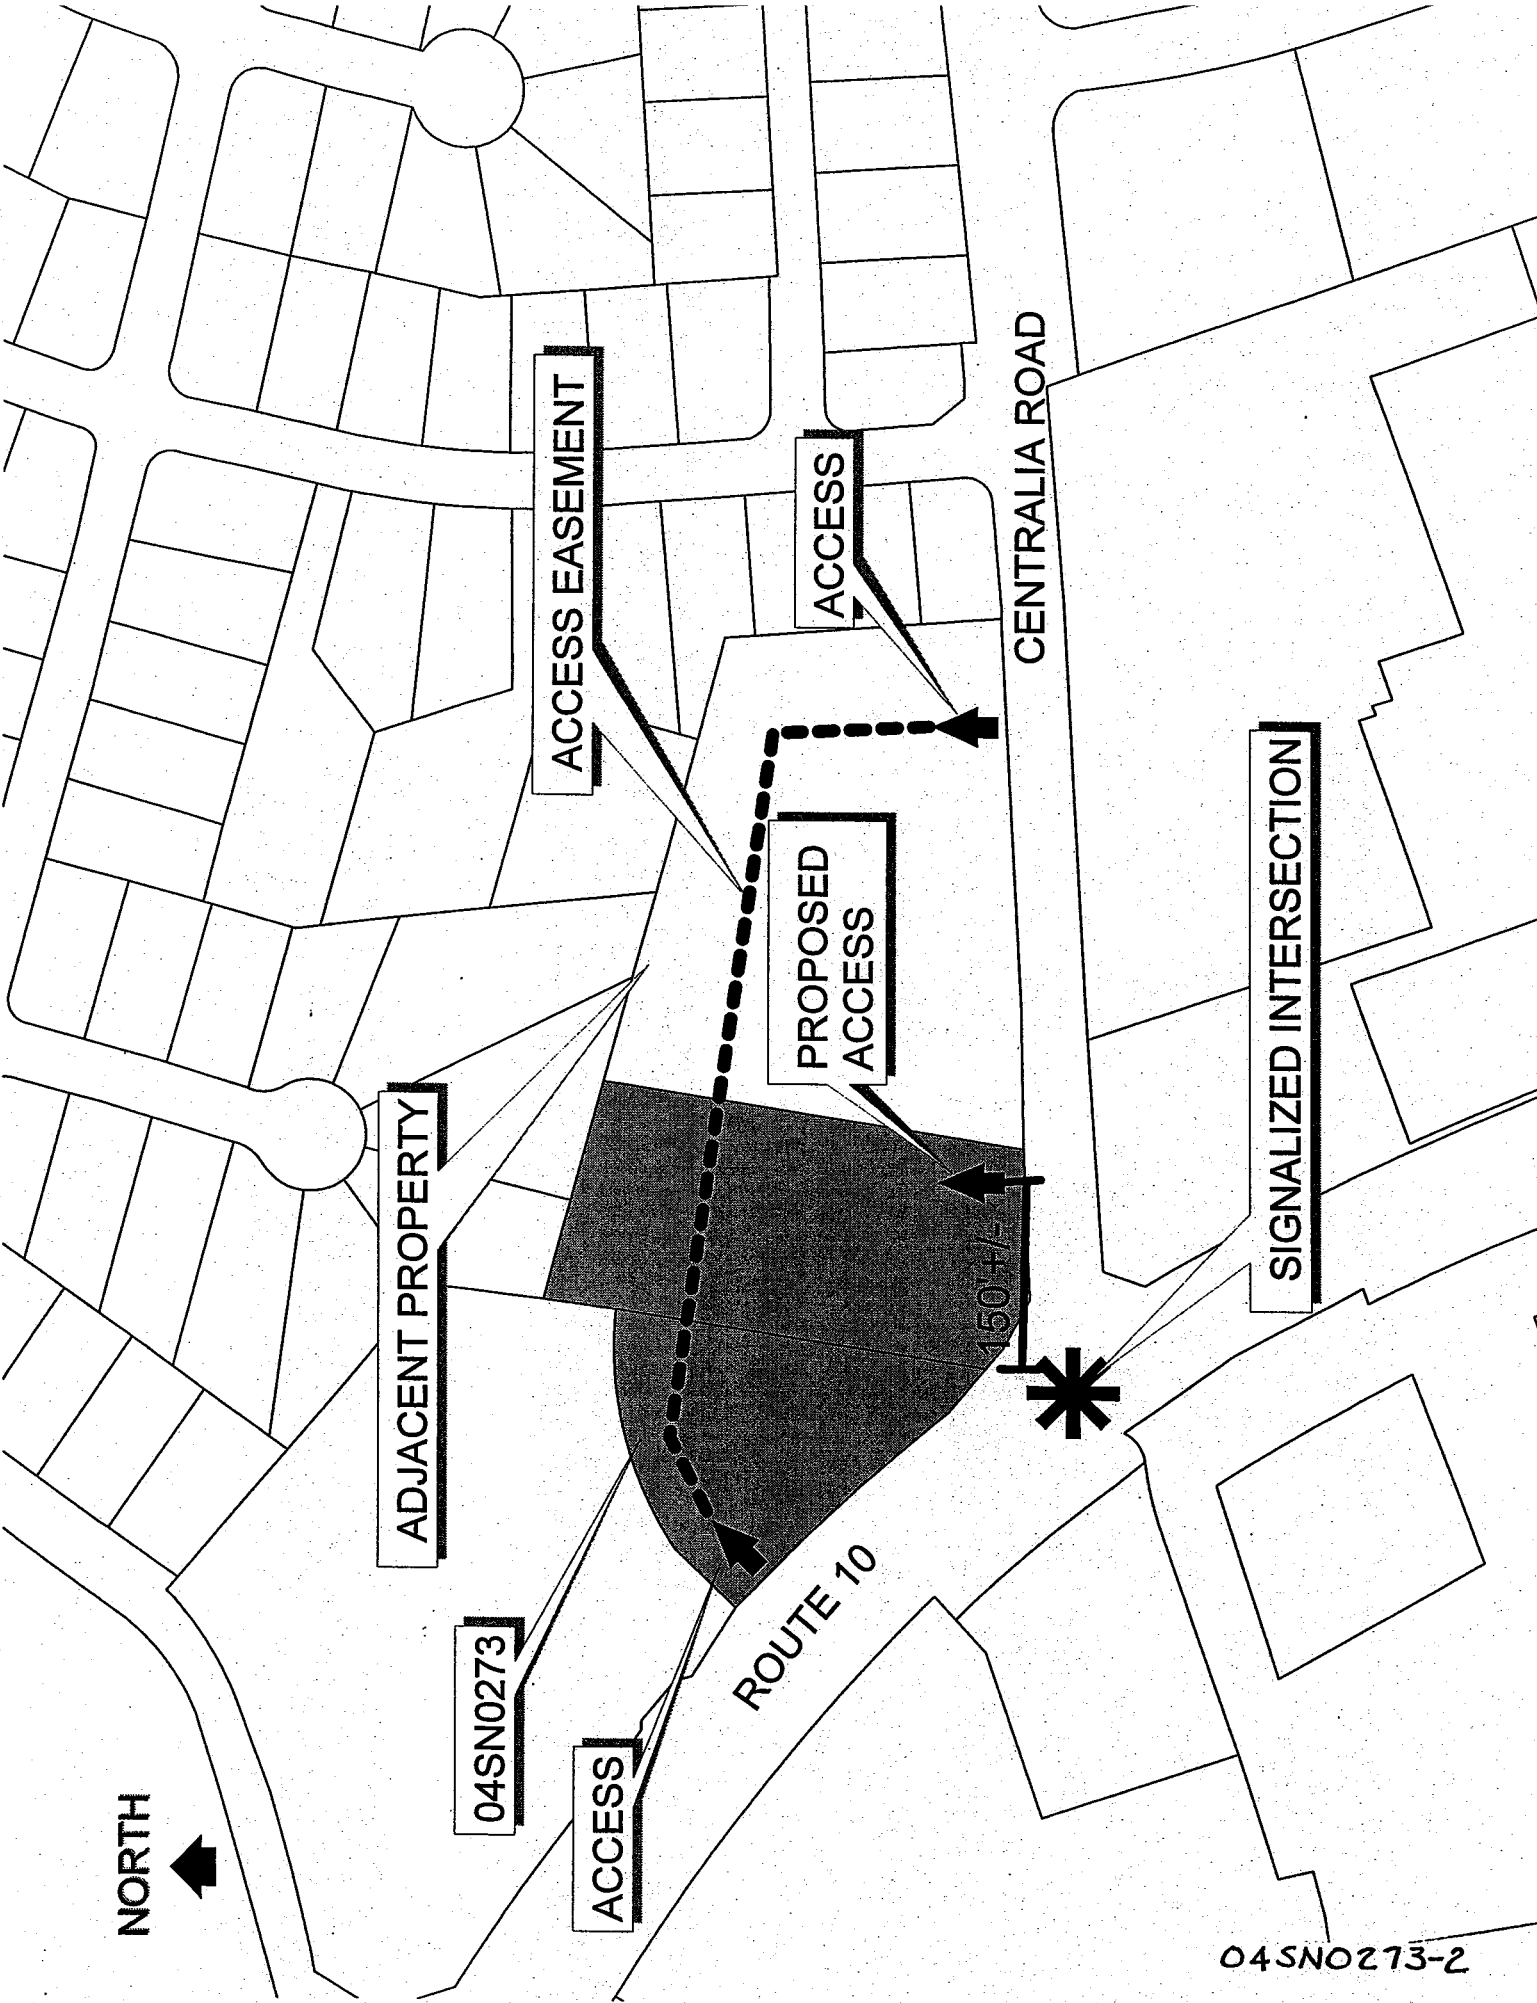 NORTH
ADJACENT PROPERTY
04SN0273
ACCESS
ACCESS EASEMENT
ACCESS
PROPOSED
ACCESS
150'+/-
ROUTE 10
CENTRALIA ROAD
SIGNALIZED INTERSECTION
04SN0273-2